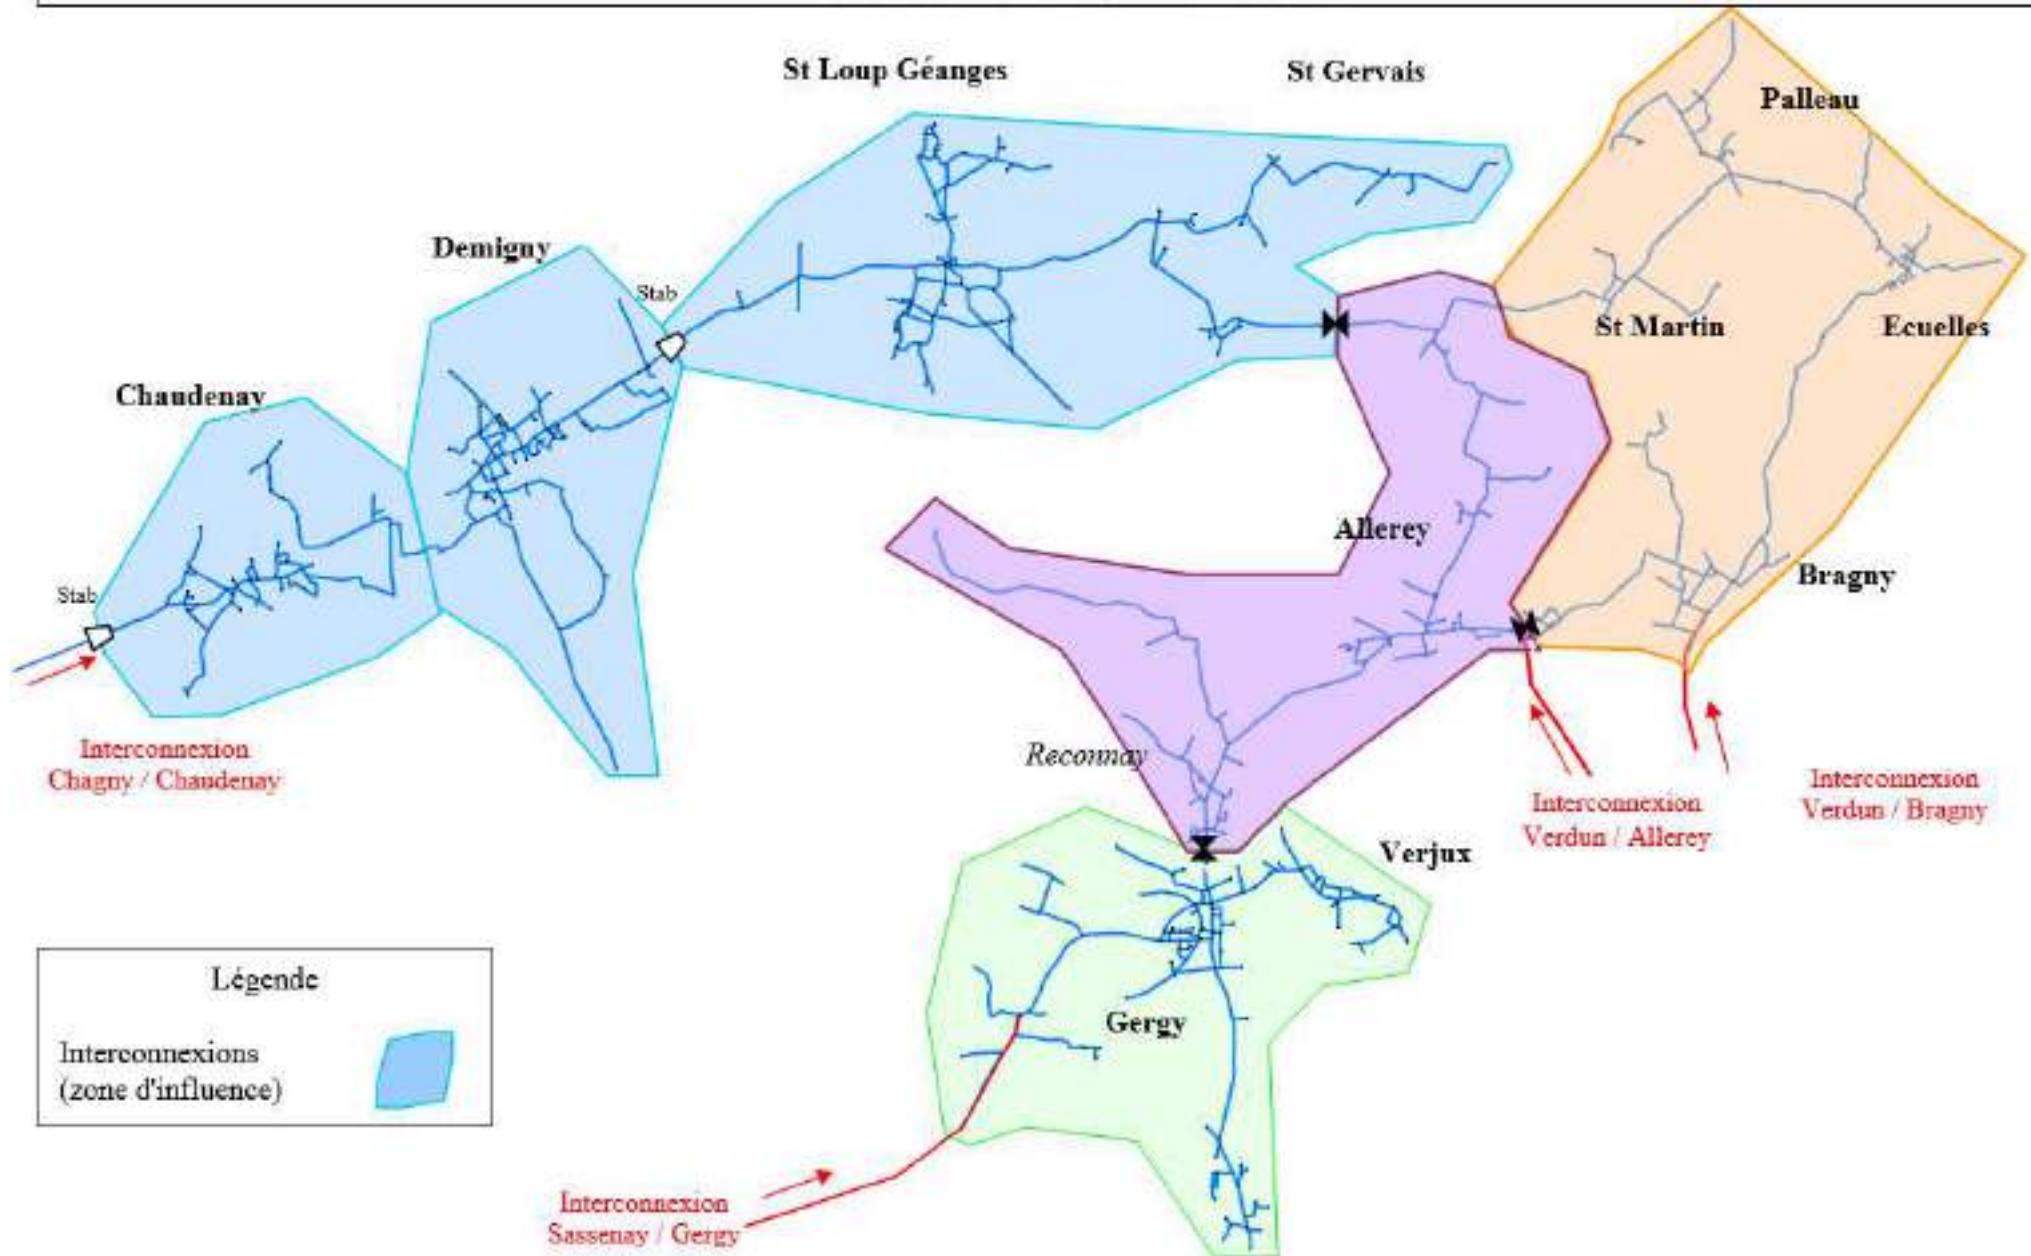 St Loup Géanges
St Gervais
Palleau
Demigny
Stab
St Martin
Ecuelles
Chaudenay
Allerey
Bragny
Stab
Reconnay
Interconnexion
Chagny / Chaudenay
Interconnexion
Verdun / Allerey
Interconnexion
Verdun / Bragny
Verjux
Légende
Gergy
Interconnexions
(zone d'influence)
Interconnexion
Sassenay / Gergy